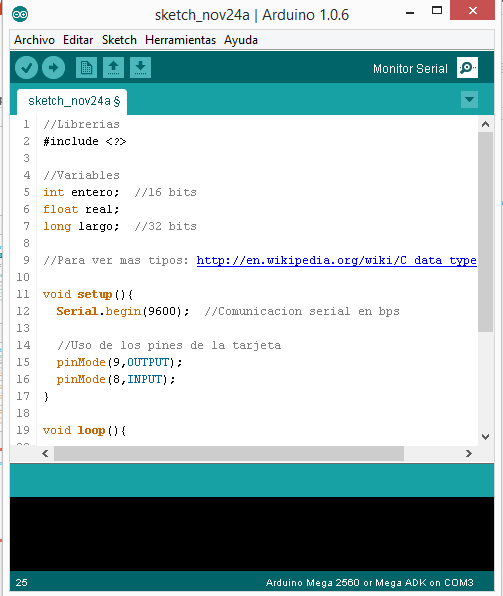 sketch_nov24a | Arduino 1.0.6
Archivo Editar Sketch Herramientas Ayuda
Monitor Serial
sketch_nov24a §
1 //Librerias
2 #include <?>
3
4 //Variables
5 int entero;  //16 bits
6 float real;
7 long largo;  //32 bits
8
9 //Para ver mas tipos: http://en.wikipedia.org/wiki/C_data_type
10
11 void setup(){
12   Serial.begin(9600);  //Comunicacion serial en bps
13
14   //Uso de los pines de la tarjeta
15   pinMode(9,OUTPUT);
16   pinMode(8,INPUT);
17 }
18
19 void loop(){
25
Arduino Mega 2560 or Mega ADK on COM3